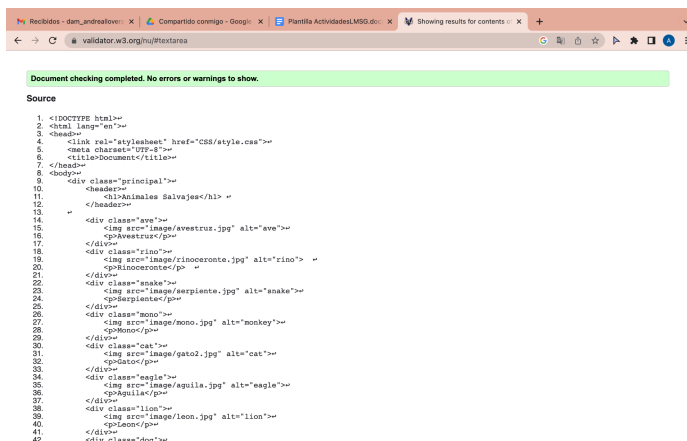 Recibidos - dam_andreallovera
Compartido conmigo - Google
Plantilla ActividadesLMSG.doc
Showing results for contents of
validator.w3.org/nu/#textarea
A
Document checking completed. No errors or warnings to show.
Source
1. <!DOCTYPE html>↩
2. <html lang="en">↩
3. <head>↩
4. <link rel="stylesheet" href="CSS/style.css">↩
5. <meta charset="UTF-8">↩
6. <title>Document</title>↩
7. </head>↩
8. <body>↩
9. <div class="principal">↩
10. <header>↩
11. <h1>Animales Salvajes</h1> ↩
12. </header>↩
13. ↩
14. <div class="ave">↩
15. <img src="image/avestruz.jpg" alt="ave">↩
16. <p>Avestruz</p>↩
17. </div>↩
18. <div class="rino">↩
19. <img src="image/rinoceronte.jpg" alt="rino"> ↩
20. <p>Rinoceronte</p> ↩
21. </div>↩
22. <div class="snake">↩
23. <img src="image/serpiente.jpg" alt="snake">↩
24. <p>Serpiente</p>↩
25. </div>↩
26. <div class="mono">↩
27. <img src="image/mono.jpg" alt="monkey">↩
28. <p>Mono</p>↩
29. </div>↩
30. <div class="cat">↩
31. <img src="image/gato2.jpg" alt="cat">↩
32. <p>Gato</p>↩
33. </div>↩
34. <div class="eagle">↩
35. <img src="image/aguila.jpg" alt="eagle">↩
36. <p>Aguila</p>↩
37. </div>↩
38. <div class="lion">↩
39. <img src="image/leon.jpg" alt="lion">↩
40. <p>Leon</p>↩
41. </div>↩
42. <div class="dog">↩